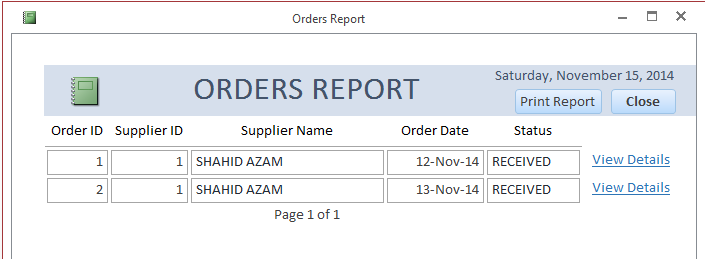 Orders Report
Saturday, November 15, 2014
ORDERS REPORT
Print Report Close
Order ID Supplier ID Supplier Name Order Date Status
1 1 SHAHID AZAM 12-Nov-14 RECEIVED View Details
2 1 SHAHID AZAM 13-Nov-14 RECEIVED View Details
Page 1 of 1